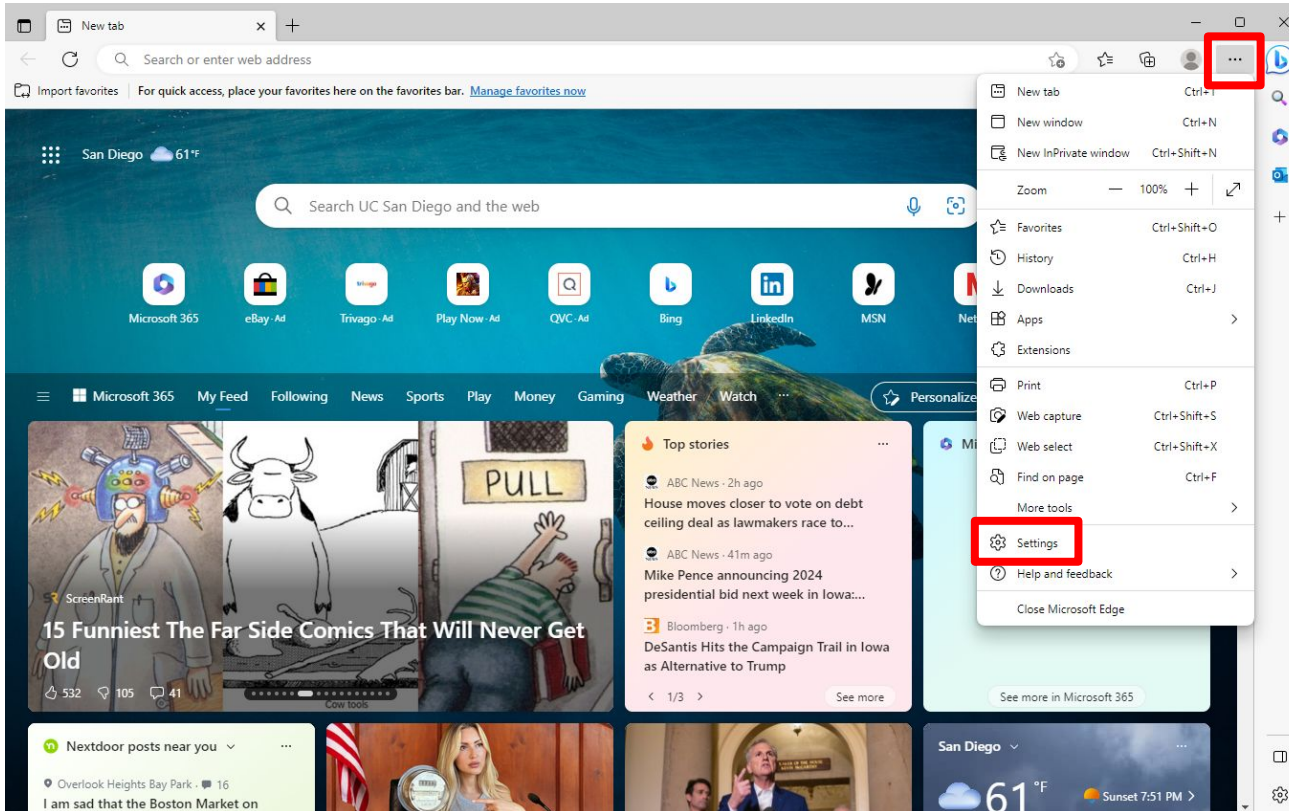 New tab
Search or enter web address
Import favorites For quick access, place your favorites here on the favorites bar. Manage favorites now
San Diego 61°F
Search UC San Diego and the web
Microsoft 365 eBay · Ad Trivago · Ad Play Now · Ad QVC · Ad Bing LinkedIn MSN Net
Microsoft 365 My Feed Following News Sports Play Money Gaming Weather Watch ... Personalize
PULL
ScreenRant
15 Funniest The Far Side Comics That Will Never Get
Old
532 105 41
Cow tools
Top stories ...
ABC News · 2h ago
House moves closer to vote on debt
ceiling deal as lawmakers race to...
ABC News · 41m ago
Mike Pence announcing 2024
presidential bid next week in Iowa:...
Bloomberg · 1h ago
DeSantis Hits the Campaign Trail in Iowa
as Alternative to Trump
1/3 See more
Mi
See more in Microsoft 365
Nextdoor posts near you ...
Overlook Heights Bay Park · 16
I am sad that the Boston Market on
San Diego ...
61°F Sunset 7:51 PM
New tab Ctrl+T
New window Ctrl+N
New InPrivate window Ctrl+Shift+N
Zoom — 100% +
Favorites Ctrl+Shift+O
History Ctrl+H
Downloads Ctrl+J
Apps
Extensions
Print Ctrl+P
Web capture Ctrl+Shift+S
Web select Ctrl+Shift+X
Find on page Ctrl+F
More tools
Settings
Help and feedback
Close Microsoft Edge